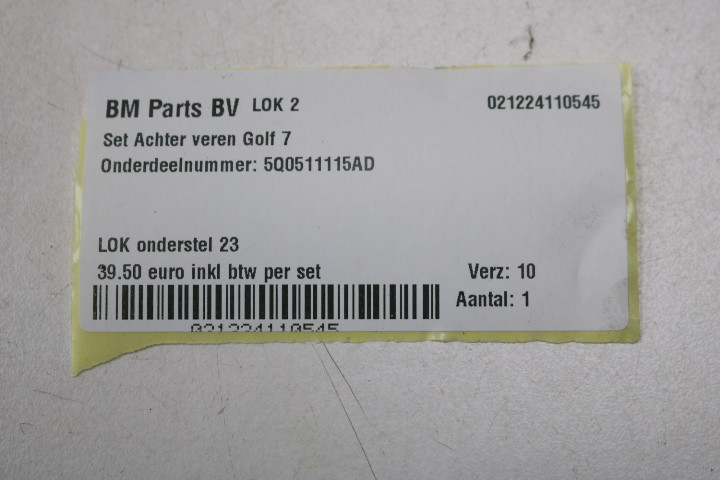 BM Parts BV LOK 2 021224110545
Set Achter veren Golf 7
Onderdeelnummer: 5Q0511115AD
LOK onderstel 23
39.50 euro inkl btw per set Verz: 10
Aantal: 1
021224110545